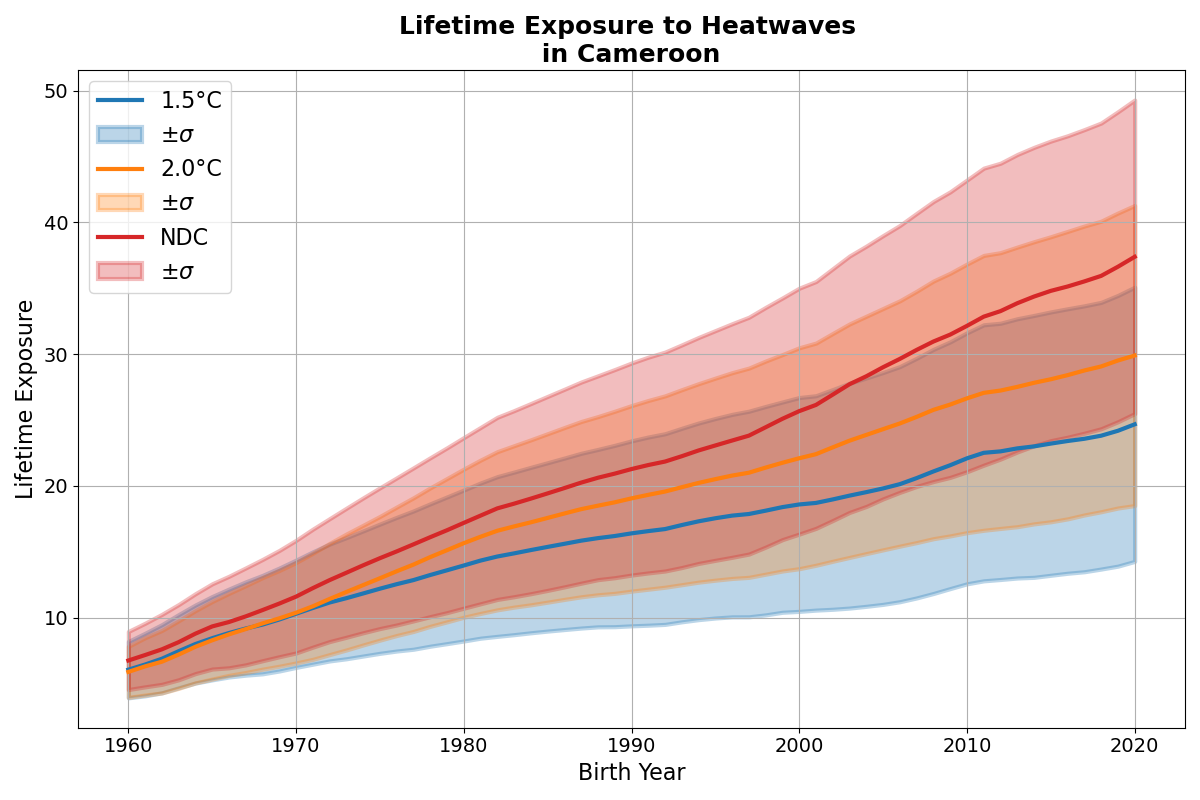 Lifetime Exposure to Heatwaves
in Cameroon
1.5°C
±σ
2.0°C
±σ
NDC
±σ
Lifetime Exposure
50
40
30
20
10
1960 1970 1980 1990 2000 2010 2020
Birth Year